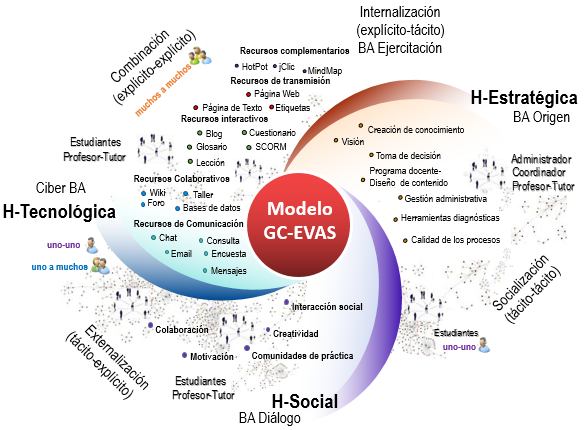 Internalización
(explícito-tácito)
BA Ejercitación
Combinación
(explícito-explícito)
muchos a muchos
Recursos complementarios
HotPot
jClic
MindMap
Recursos de transmisión
Página Web
Página de Texto
Etiquetas
Recursos interactivos
Blog
Cuestionario
Glosario
SCORM
Lección
Recursos Colaborativos
Wiki
Taller
Foro
Bases de datos
Recursos de Comunicación
Chat
Consulta
Email
Encuesta
Mensajes
Estudiantes
Profesor-Tutor
Ciber BA
H-Tecnológica
uno-uno
uno a muchos
Modelo
GC-EVAS
H-Estratégica
BA Origen
Creación de conocimiento
Visión
Toma de decisión
Programa docente-
Diseño de contenido
Gestión administrativa
Herramientas diagnósticas
Calidad de los procesos
Administrador
Coordinador
Profesor-Tutor
Socialización
(tácito-tácito)
Estudiantes
uno-uno
Externalización
(tácito-explícito)
Interacción social
Colaboración
Creatividad
Motivación
Comunidades de práctica
Estudiantes
Profesor-Tutor
H-Social
BA Diálogo